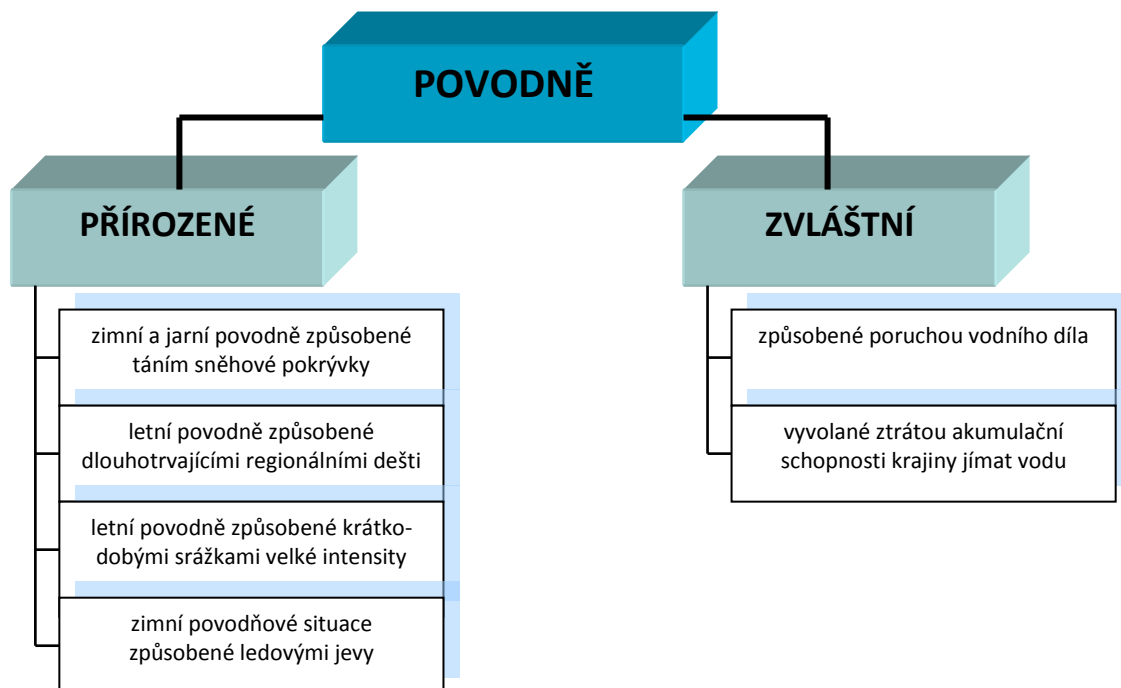 POVODNĚ
PŘÍROZENÉ
zimní a jarní povodně způsobené
táním sněhové pokrývky
letní povodně způsobené
dlouhotrvajícími regionálními dešti
letní povodně způsobené krátko-
dobými srážkami velké intensity
zimní povodňové situace
způsobené ledovými jevy
ZVLÁŠTNÍ
způsobené poruchou vodního díla
vyvolané ztrátou akumulační
schopnosti krajiny jímat vodu